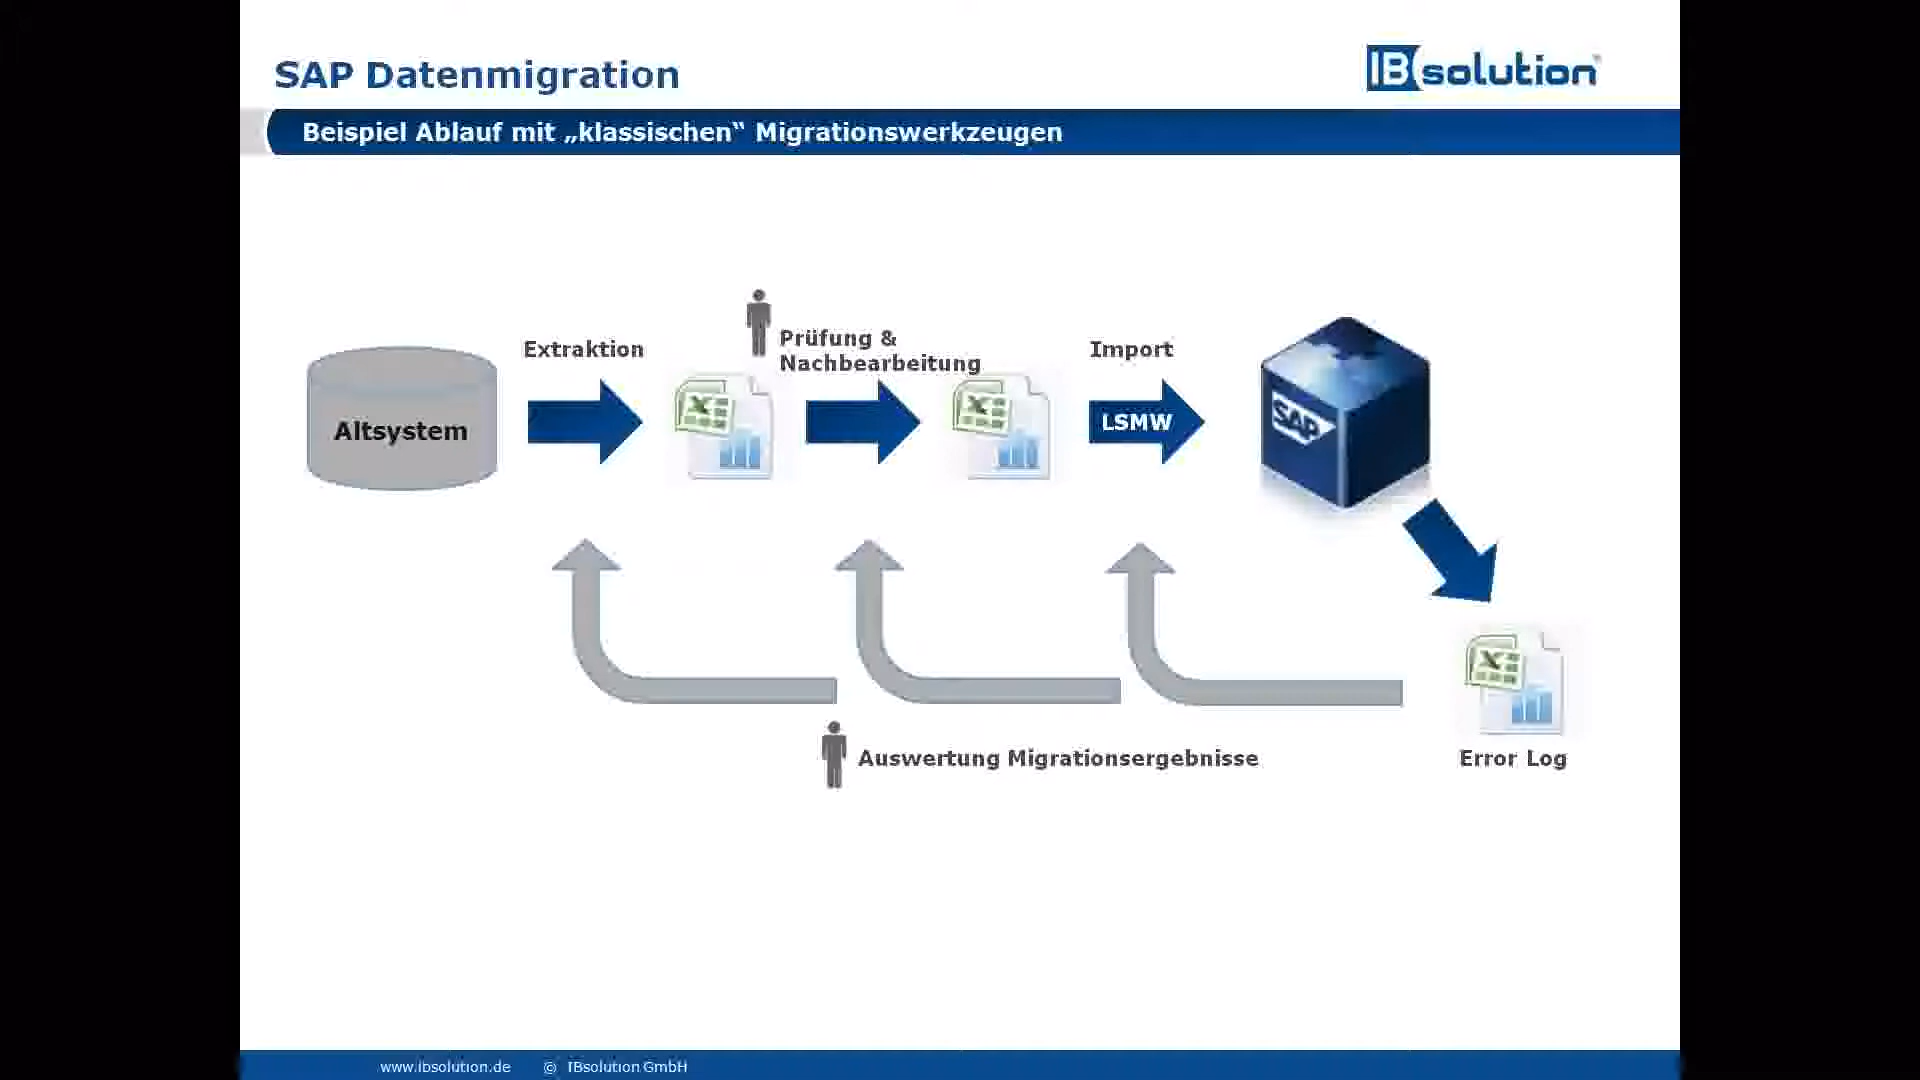 SAP Datenmigration
IBsolution
Beispiel Ablauf mit „klassischen“ Migrationswerkzeugen
Extraktion
Prüfung &
Nachbearbeitung
Import
Altsystem
LSMW
SAP
Auswertung Migrationsergebnisse
Error Log
www.ibsolution.de © IBsolution GmbH